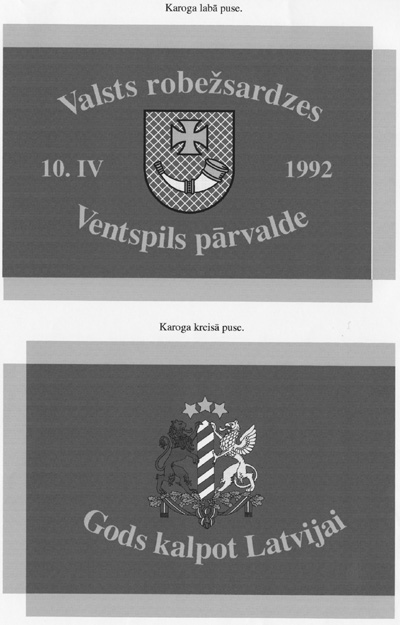 Karoga labā puse.
Valsts robežsardzes
10. IV 1992
Ventspils pārvalde
Karoga kreisā puse.
Gods kalpot Latvijai